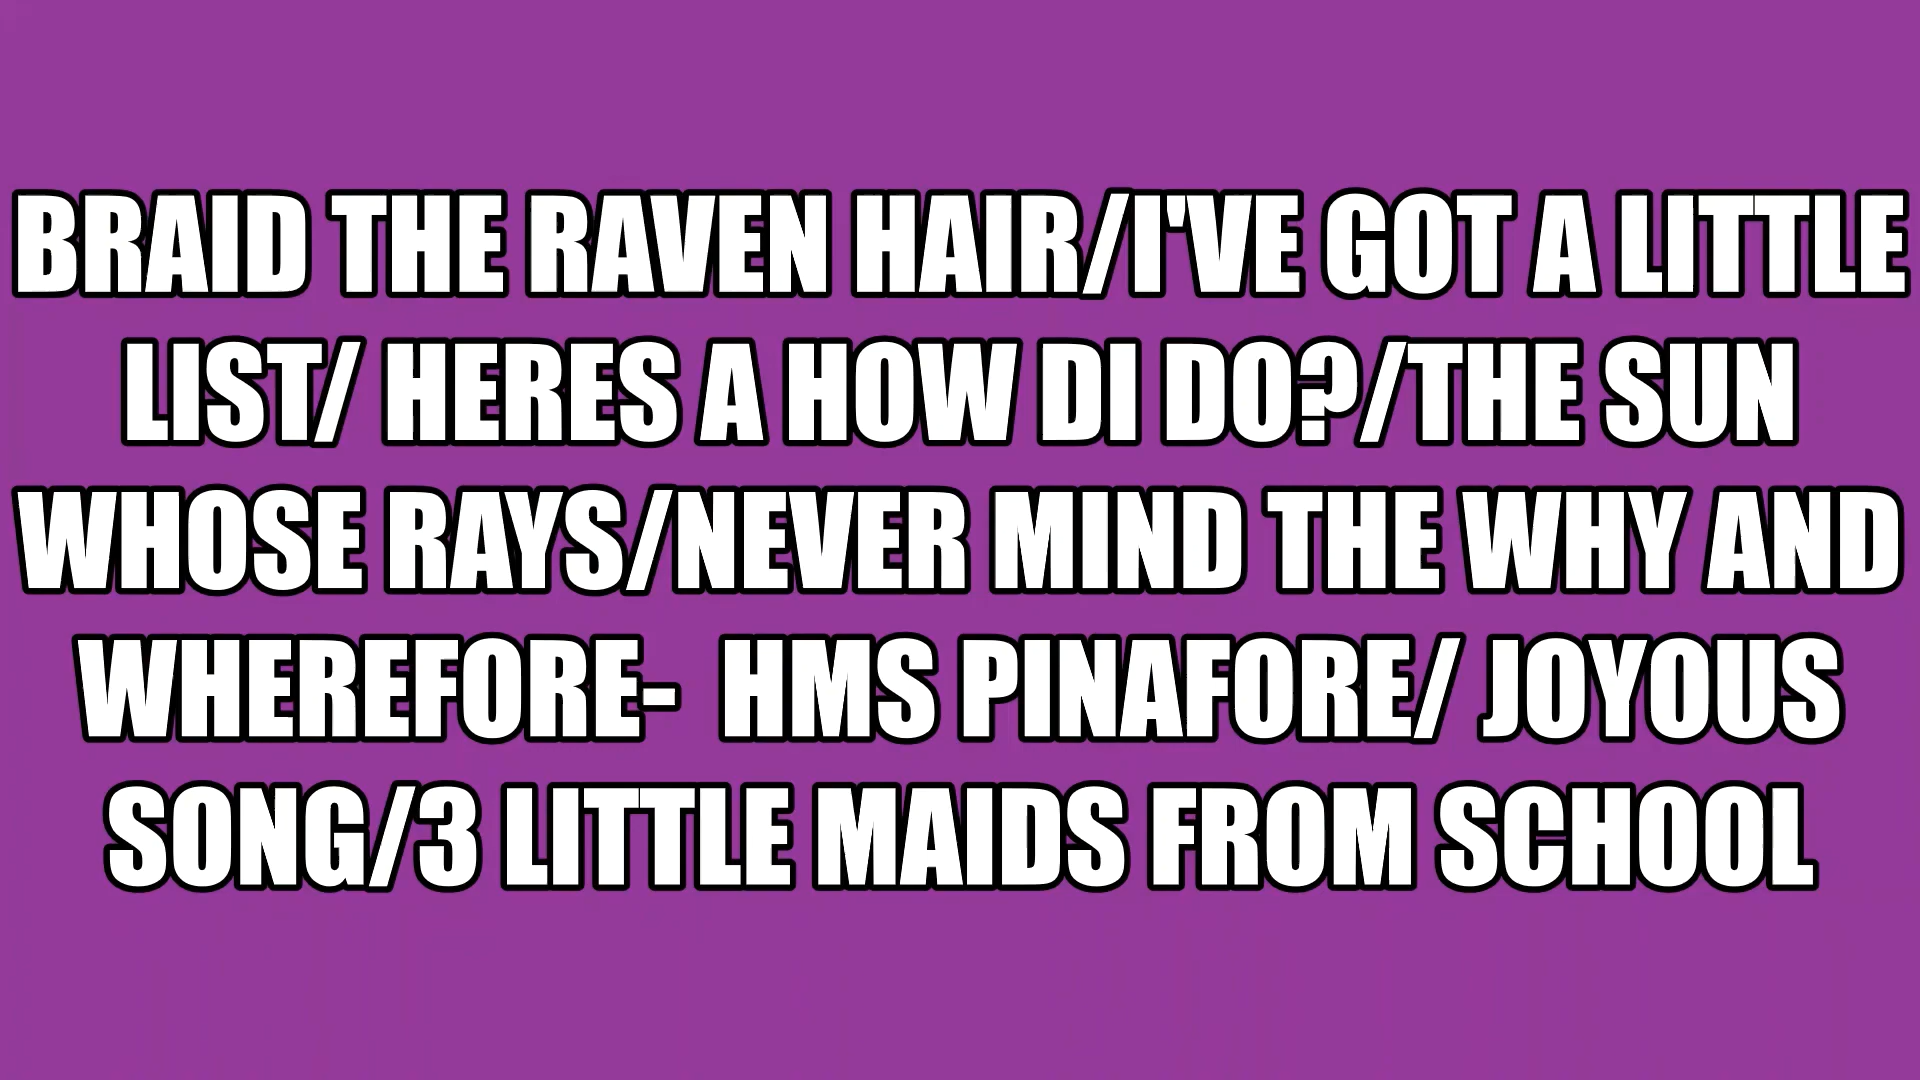 BRAID THE RAVEN HAIR/I'VE GOT A LITTLE
LIST/ HERES A HOW DI DO?/THE SUN
WHOSE RAYS/NEVER MIND THE WHY AND
WHEREFORE-  HMS PINAFORE/ JOYOUS
SONG/3 LITTLE MAIDS FROM SCHOOL